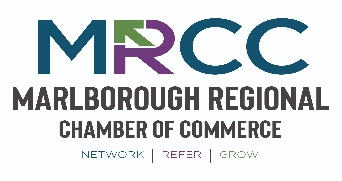 MRCC
MARLBOROUGH REGIONAL
CHAMBER OF COMMERCE
NETWORK | REFER | GROW